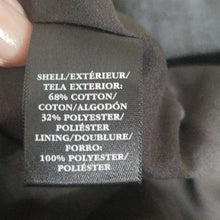 SHELL/EXTÉRIEUR/
TELA EXTERIOR:
68% COTTON/
COTON/ALGODÓN
32% POLYESTER/
POLIÉSTER
LINING/DOUBLURE/
FORRO:
100% POLYESTER/
POLIÉSTER